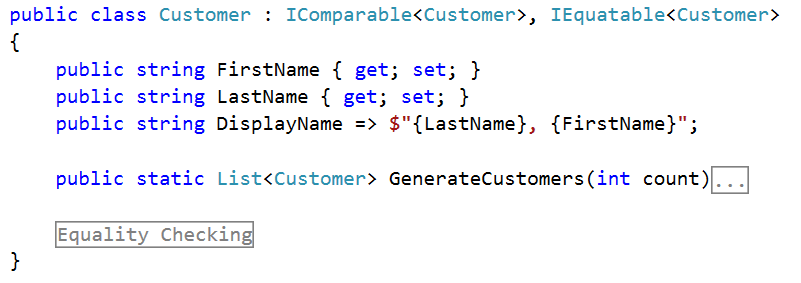 public class Customer : IComparable<Customer>, IEquatable<Customer>
{
    public string FirstName { get; set; }
    public string LastName { get; set; }
    public string DisplayName => $"{LastName}, {FirstName}";
    public static List<Customer> GenerateCustomers(int count)...
    Equality Checking
}